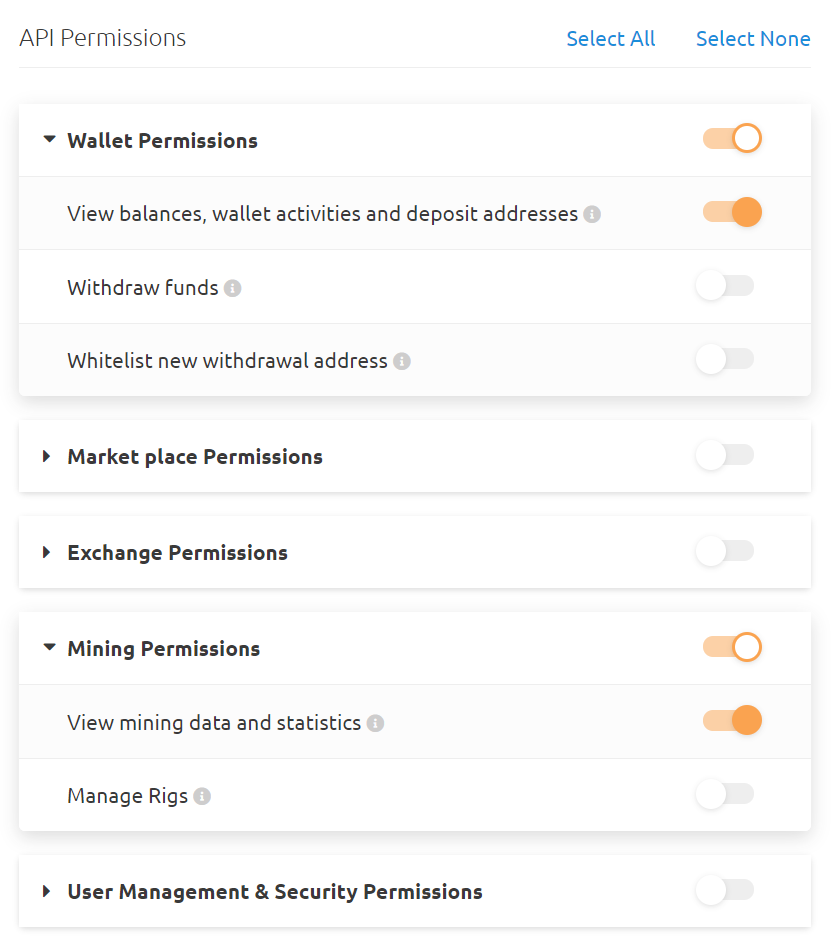 API Permissions Select All Select None
Wallet Permissions
View balances, wallet activities and deposit addresses
Withdraw funds
Whitelist new withdrawal address
Market place Permissions
Exchange Permissions
Mining Permissions
View mining data and statistics
Manage Rigs
User Management & Security Permissions